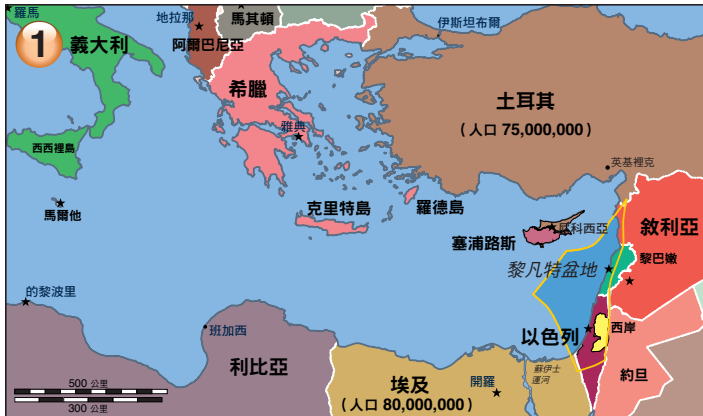 羅馬
1
義大利
地拉那
馬其頓
阿爾巴尼亞
伊斯坦布爾
希臘
土耳其
(人口 75,000,000)
雅典
西西裡島
英基裡克
馬爾他
克里特島
羅德島
塞浦路斯
尼科西亞
敘利亞
黎凡特盆地
黎巴嫩
的黎波里
班加西
以色列
西岸
利比亞
蘇伊士
運河
約旦
埃及
開羅
(人口 80,000,000)
500 公里
300 公里